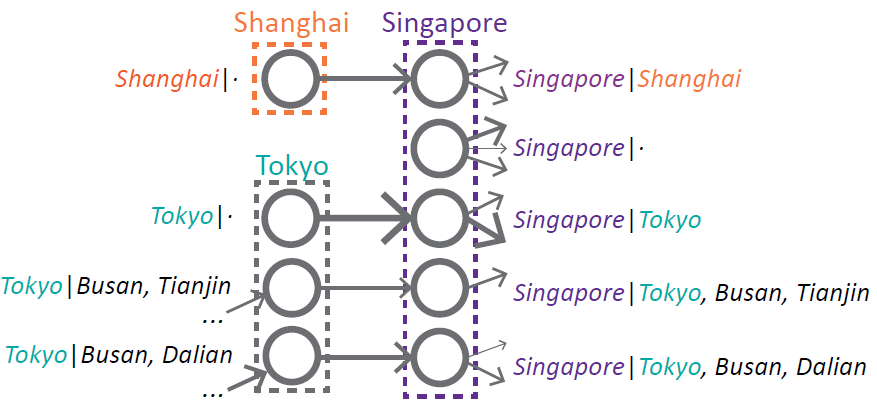 Shanghai Singapore
Shanghai|· Singapore|Shanghai
Singapore|·
Tokyo
Tokyo|· Singapore|Tokyo
Tokyo|Busan, Tianjin Singapore|Tokyo, Busan, Tianjin
...
Tokyo|Busan, Dalian Singapore|Tokyo, Busan, Dalian
...